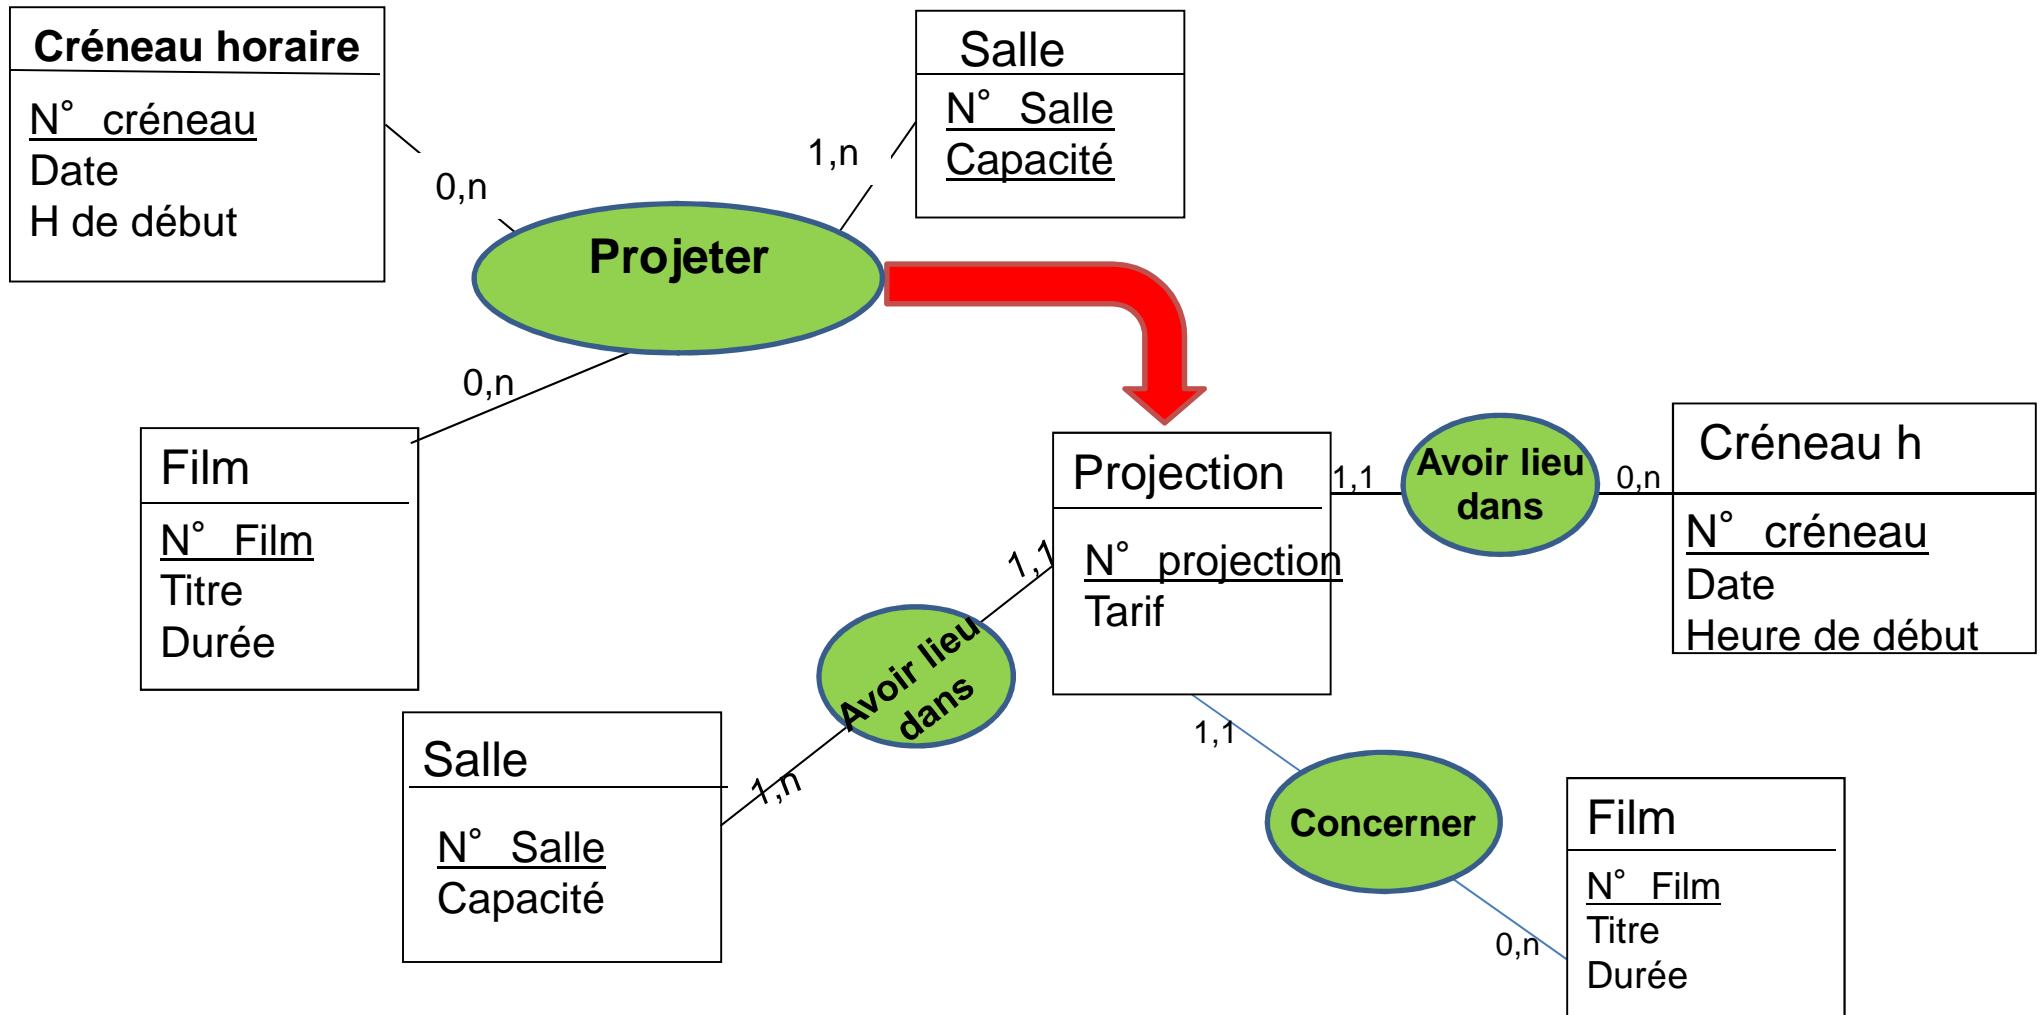 Créneau horaire
N° créneau
Date
H de début
0,n
Salle
N° Salle
Capacité
1,n
Projeter
0,n
Film
N° Film
Titre
Durée
Projection
N° projection
Tarif
1,1
Avoir lieu
dans
0,n
Créneau h
N° créneau
Date
Heure de début
1,1
Avoir lieu
dans
1,n
Salle
N° Salle
Capacité
1,1
Concerner
0,n
Film
N° Film
Titre
Durée